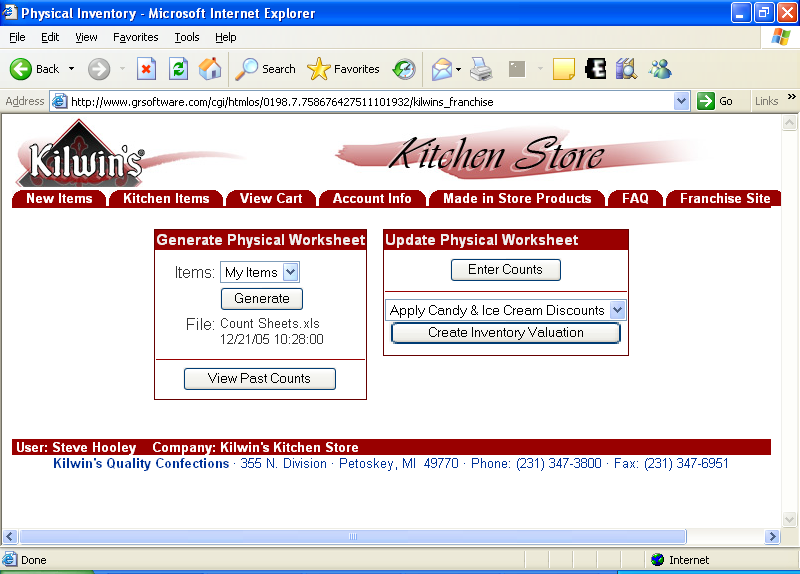 Physical Inventory - Microsoft Internet Explorer
File Edit View Favorites Tools Help
Back Search Favorites
Address http://www.grsoftware.com/cgi/htmlos/0198.7.758676427511101932/kilwins_franchise Go Links »
Kilwin's® Kitchen Store
New Items Kitchen Items View Cart Account Info Made in Store Products FAQ Franchise Site
Generate Physical Worksheet
Items: My Items
Generate
File: Count Sheets.xls
12/21/05 10:28:00
View Past Counts
Update Physical Worksheet
Enter Counts
Apply Candy & Ice Cream Discounts
Create Inventory Valuation
User: Steve Hooley Company: Kilwin's Kitchen Store
Kilwin's Quality Confections · 355 N. Division · Petoskey, MI 49770 · Phone: (231) 347-3800 · Fax: (231) 347-6951
Done Internet